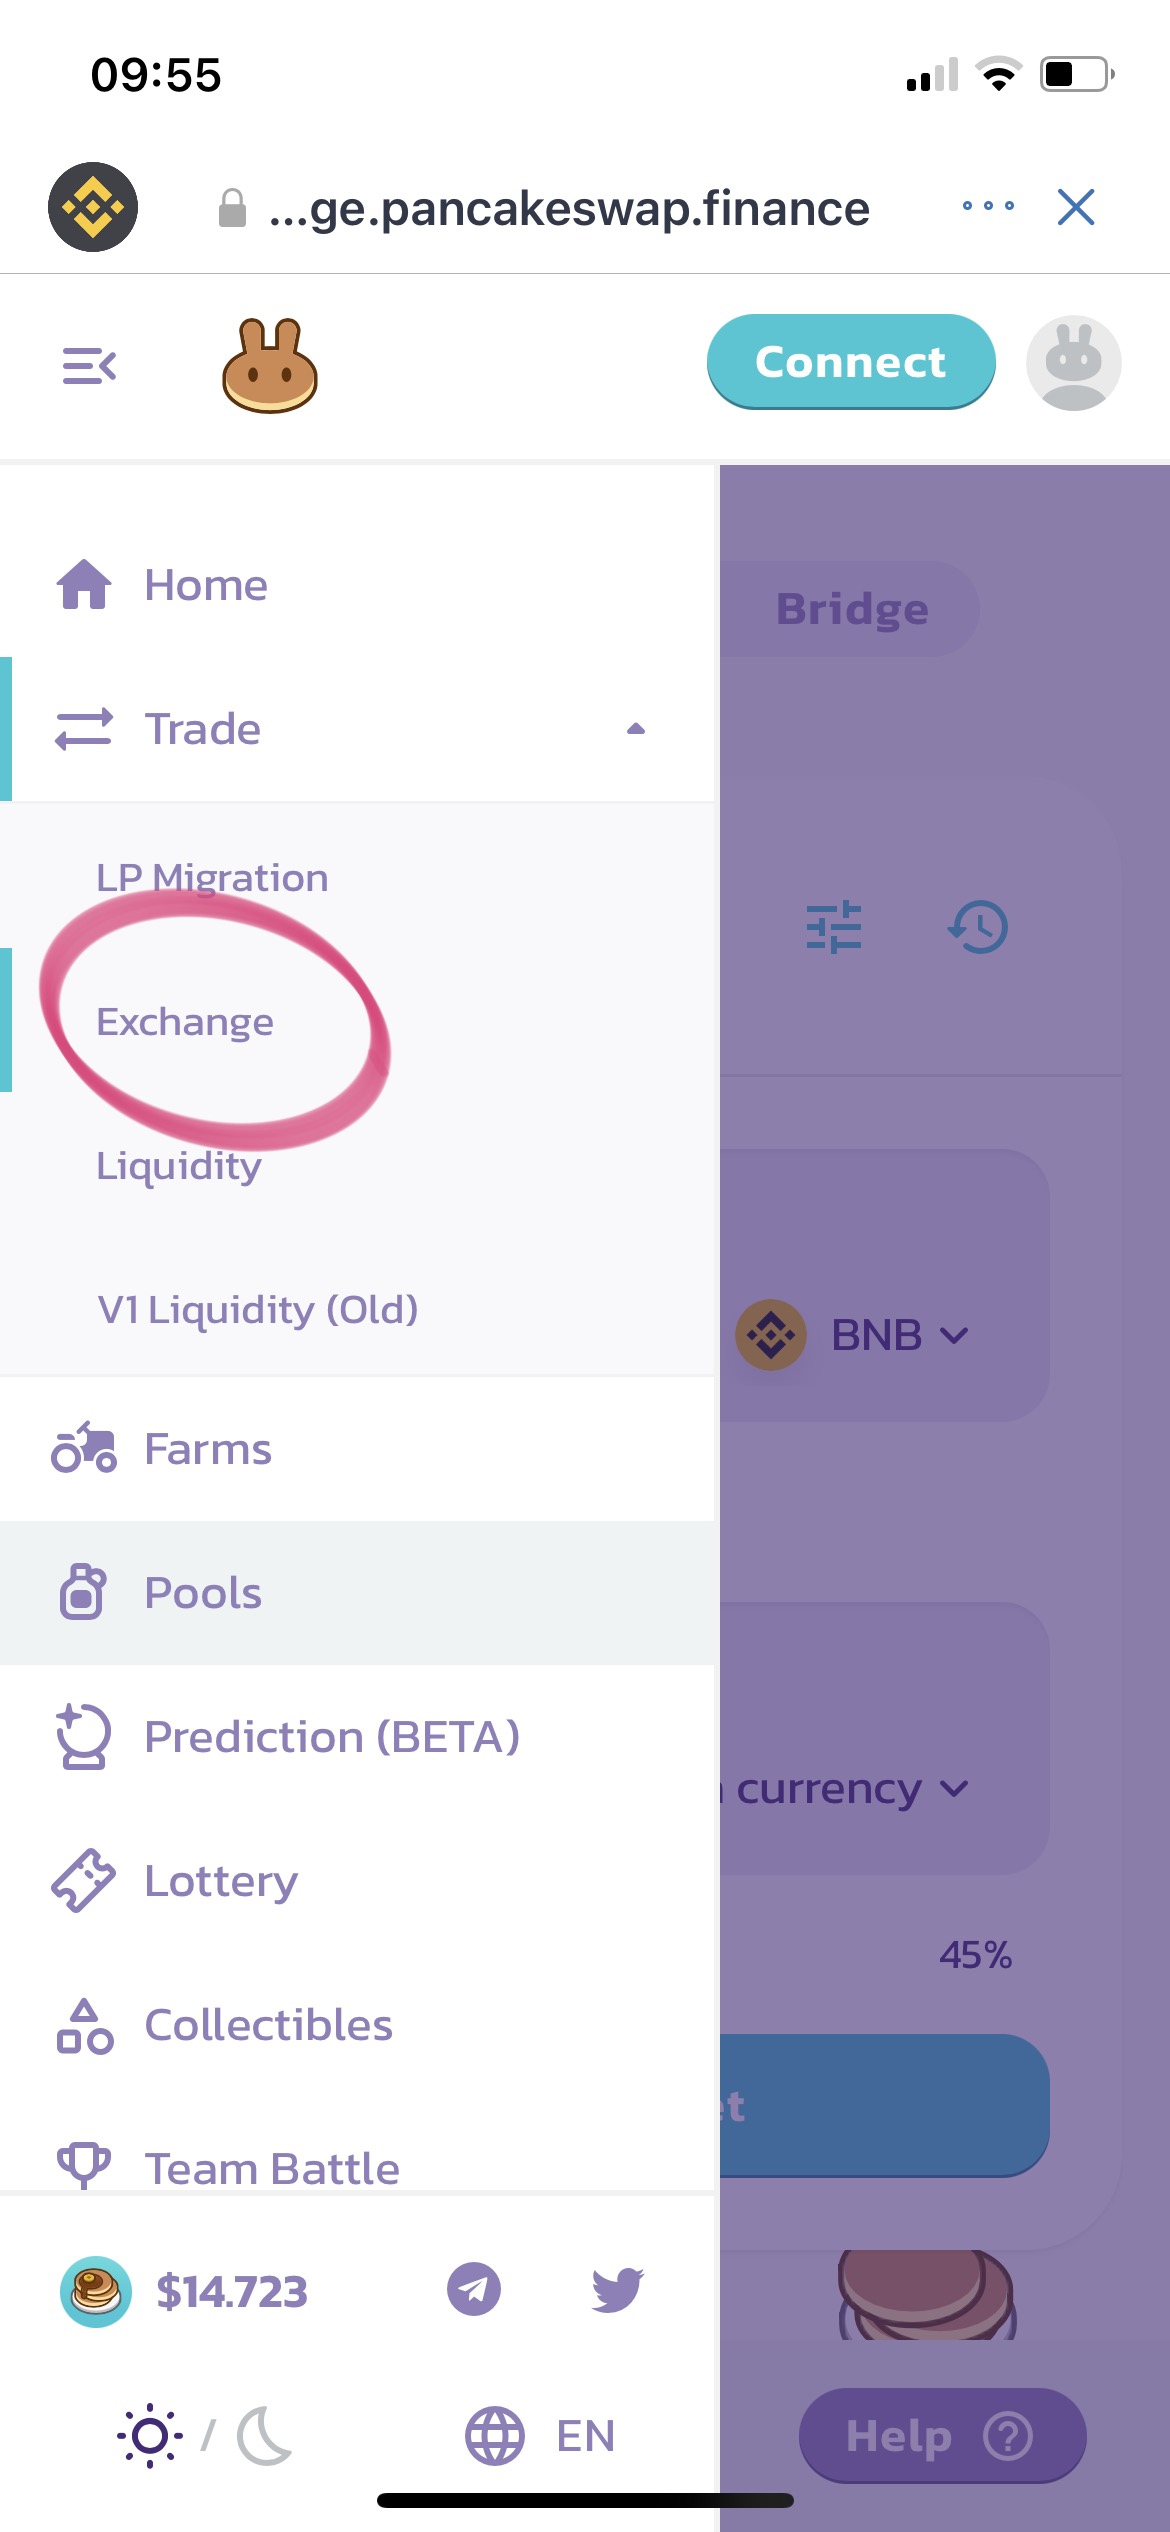 09:55
...ge.pancakeswap.finance
Connect
Home
Bridge
Trade
LP Migration
Exchange
Liquidity
V1 Liquidity (Old)
BNB
Farms
Pools
Prediction (BETA)
currency
Lottery
45%
Collectibles
Team Battle
$14.723
/
EN
Help